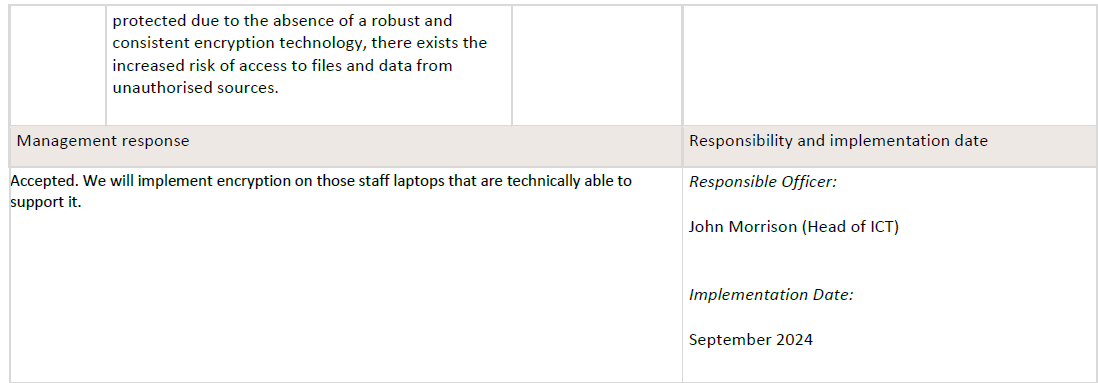 protected due to the absence of a robust and
consistent encryption technology, there exists the
increased risk of access to files and data from
unauthorised sources.
Management response
Responsibility and implementation date
Accepted. We will implement encryption on those staff laptops that are technically able to
support it.
Responsible Officer:
John Morrison (Head of ICT)
Implementation Date:
September 2024